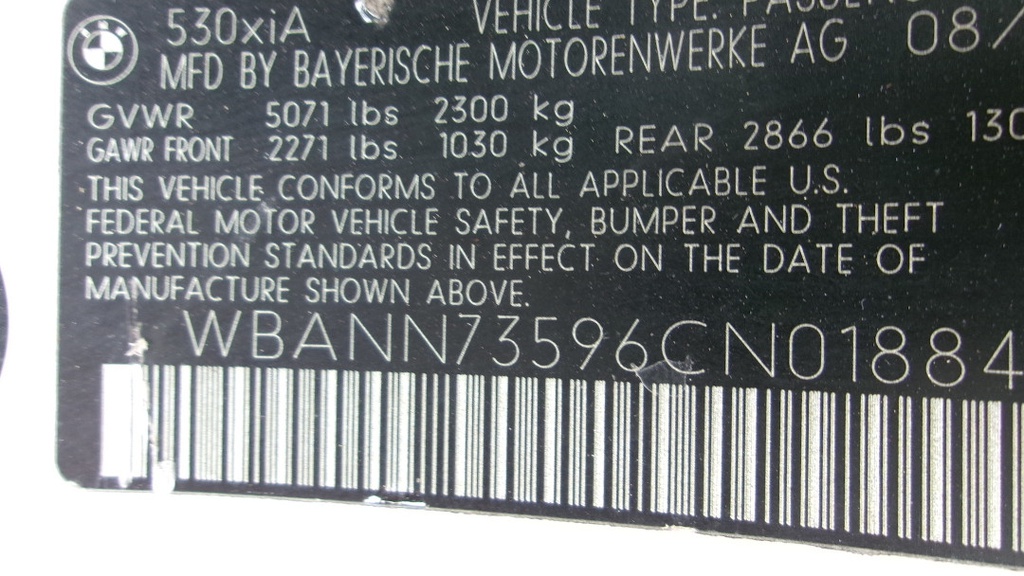 530xiA VEHICLE TYPE: PASSENG
MFD BY BAYERISCHE MOTORENWERKE AG 08/
GVWR 5071 lbs 2300 kg
GAWR FRONT 2271 lbs 1030 kg REAR 2866 lbs 130
THIS VEHICLE CONFORMS TO ALL APPLICABLE U.S.
FEDERAL MOTOR VEHICLE SAFETY, BUMPER AND THEFT
PREVENTION STANDARDS IN EFFECT ON THE DATE OF
MANUFACTURE SHOWN ABOVE.
WBANN73596CN01884